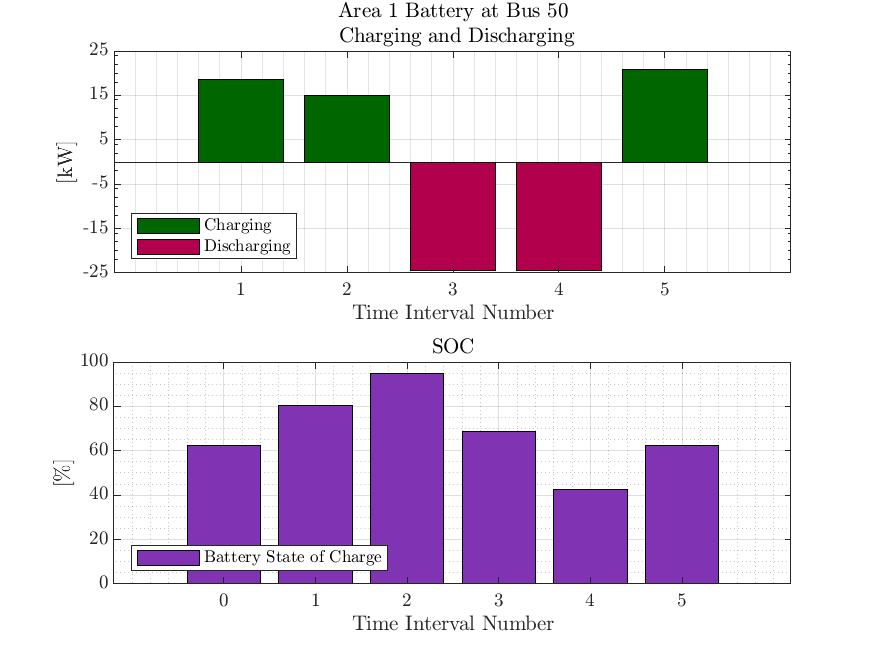 Area 1 Battery at Bus 50
Charging and Discharging
25
15
5
-5
-15
-25
[kW]
Charging
Discharging
1 2 3 4 5
Time Interval Number
SOC
100
80
60
40
20
0
[%]
Battery State of Charge
0 1 2 3 4 5
Time Interval Number